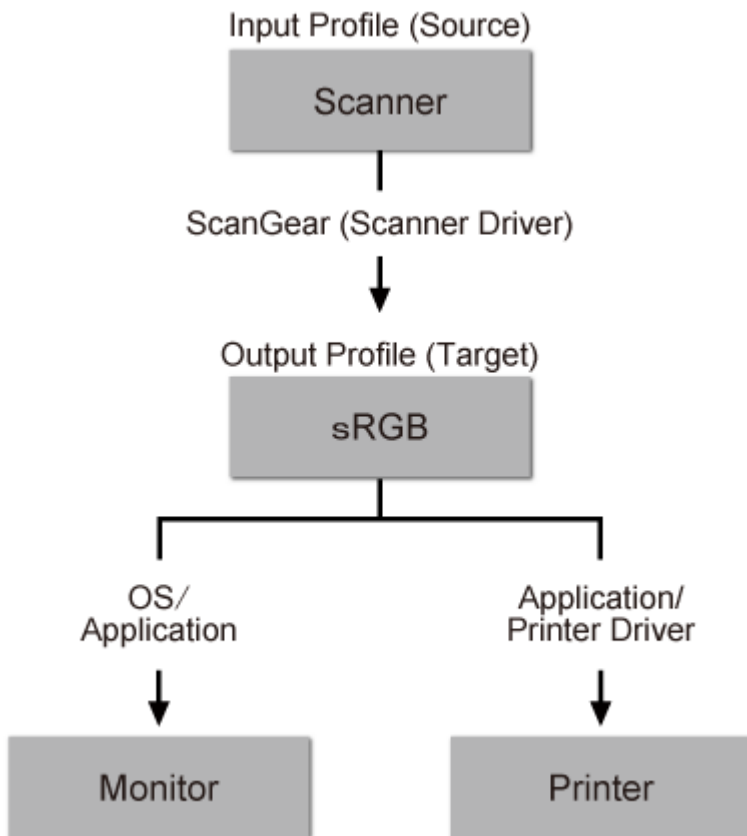 Input Profile (Source)
Scanner
ScanGear (Scanner Driver)
Output Profile (Target)
sRGB
OS/
Application
Application/
Printer Driver
Monitor
Printer